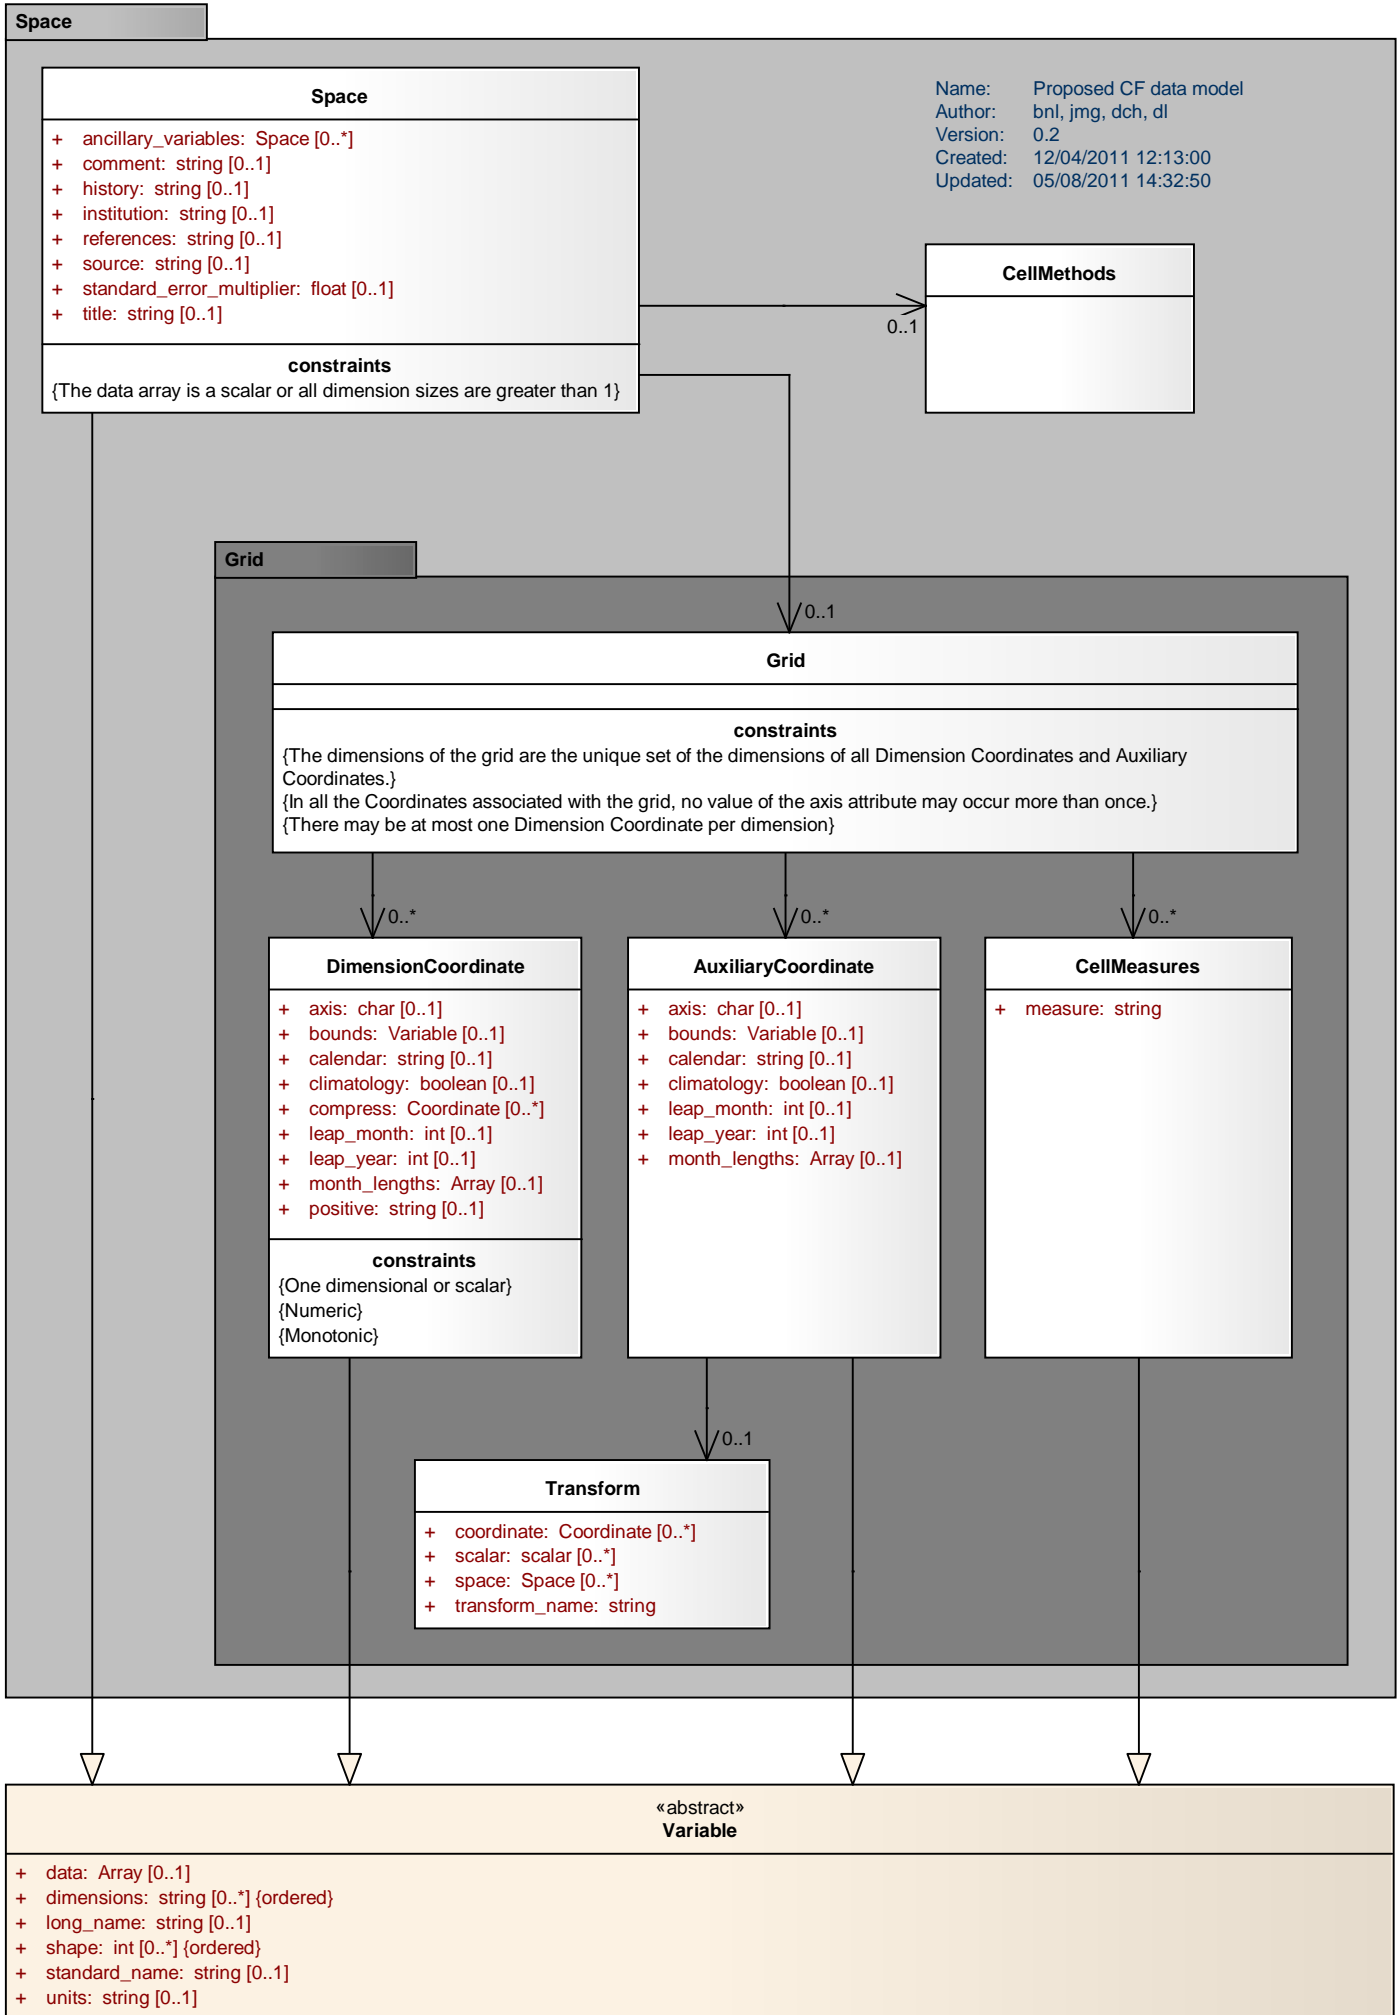 Space
Space
+ ancillary_variables: Space [0..*]
+ comment: string [0..1]
+ history: string [0..1]
+ institution: string [0..1]
+ references: string [0..1]
+ source: string [0..1]
+ standard_error_multiplier: float [0..1]
+ title: string [0..1]
constraints
{The data array is a scalar or all dimension sizes are greater than 1}
Name: Proposed CF data model
Author: bnl, jmg, dch, dl
Version: 0.2
Created: 12/04/2011 12:13:00
Updated: 05/08/2011 14:32:50
CellMethods
0..1
Grid
0..1
Grid
constraints
{The dimensions of the grid are the unique set of the dimensions of all Dimension Coordinates and Auxiliary
Coordinates.}
{In all the Coordinates associated with the grid, no value of the axis attribute may occur more than once.}
{There may be at most one Dimension Coordinate per dimension}
0..*
0..*
0..*
DimensionCoordinate
+ axis: char [0..1]
+ bounds: Variable [0..1]
+ calendar: string [0..1]
+ climatology: boolean [0..1]
+ compress: Coordinate [0..*]
+ leap_month: int [0..1]
+ leap_year: int [0..1]
+ month_lengths: Array [0..1]
+ positive: string [0..1]
constraints
{One dimensional or scalar}
{Numeric}
{Monotonic}
AuxiliaryCoordinate
+ axis: char [0..1]
+ bounds: Variable [0..1]
+ calendar: string [0..1]
+ climatology: boolean [0..1]
+ leap_month: int [0..1]
+ leap_year: int [0..1]
+ month_lengths: Array [0..1]
CellMeasures
+ measure: string
0..1
Transform
+ coordinate: Coordinate [0..*]
+ scalar: scalar [0..*]
+ space: Space [0..*]
+ transform_name: string
«abstract»
Variable
+ data: Array [0..1]
+ dimensions: string [0..*] {ordered}
+ long_name: string [0..1]
+ shape: int [0..*] {ordered}
+ standard_name: string [0..1]
+ units: string [0..1]